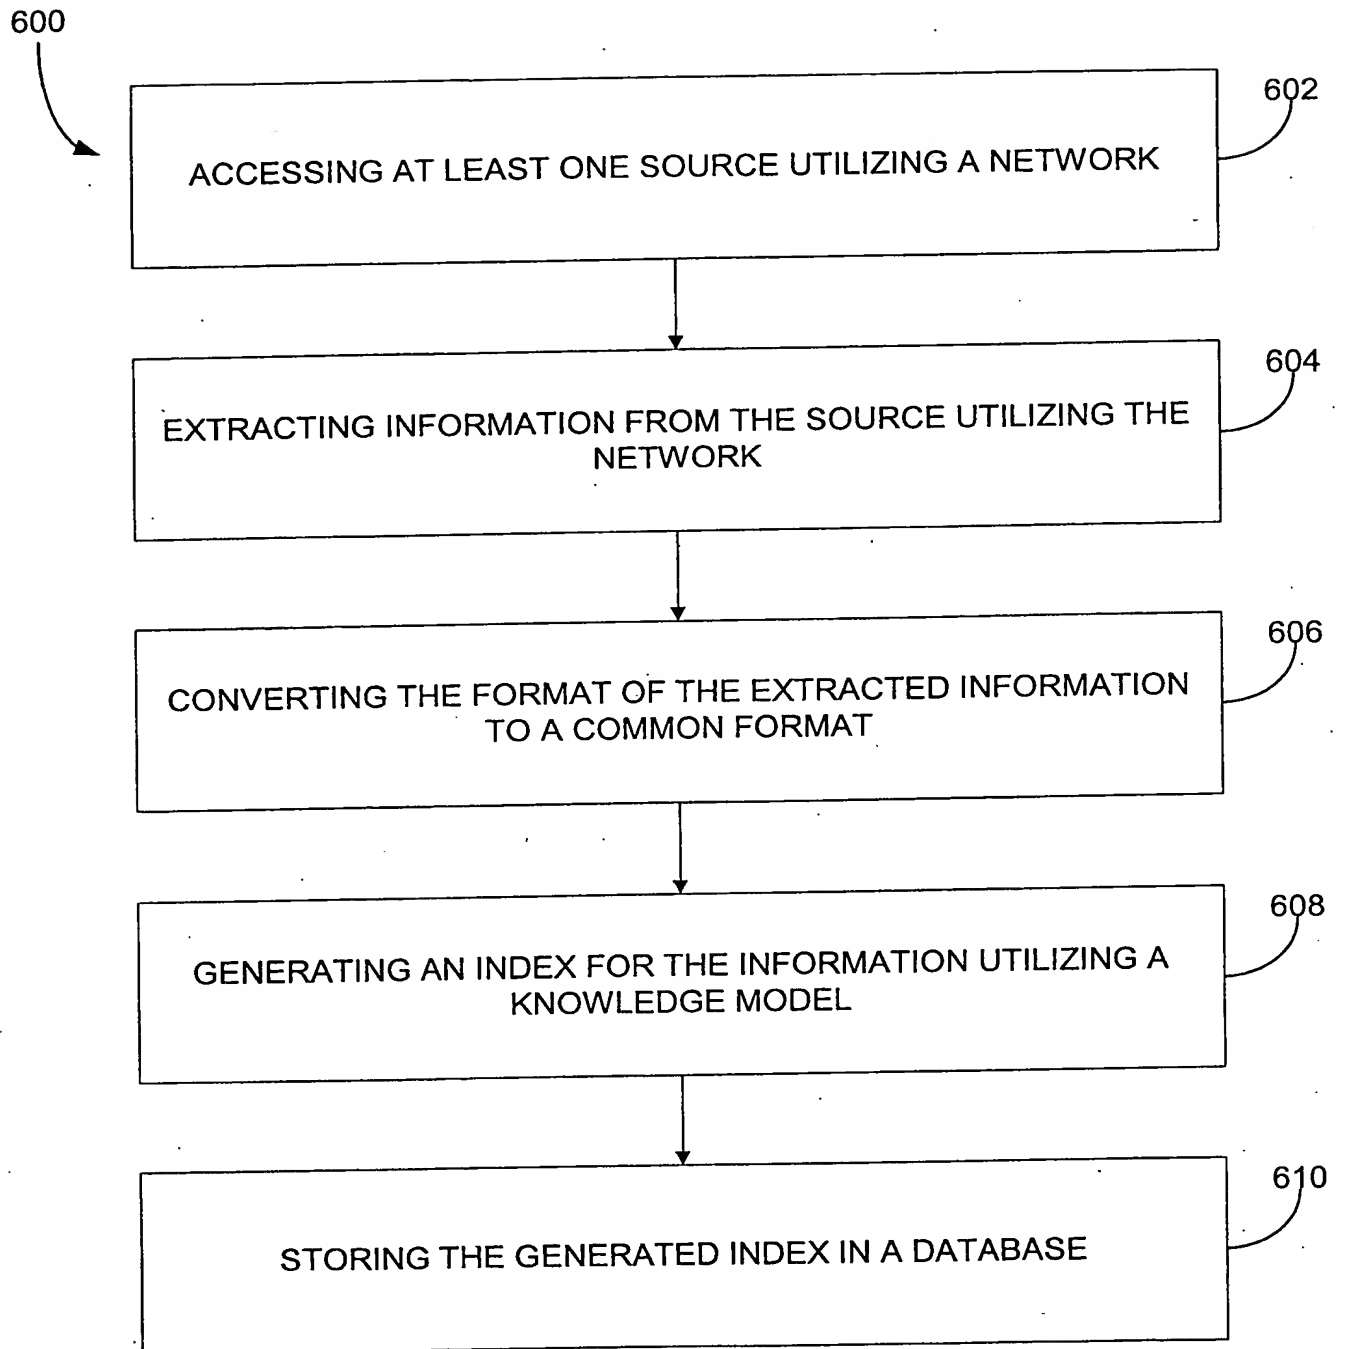 600
602
ACCESSING AT LEAST ONE SOURCE UTILIZING A NETWORK
604
EXTRACTING INFORMATION FROM THE SOURCE UTILIZING THE
NETWORK
606
CONVERTING THE FORMAT OF THE EXTRACTED INFORMATION
TO A COMMON FORMAT
608
GENERATING AN INDEX FOR THE INFORMATION UTILIZING A
KNOWLEDGE MODEL
610
STORING THE GENERATED INDEX IN A DATABASE